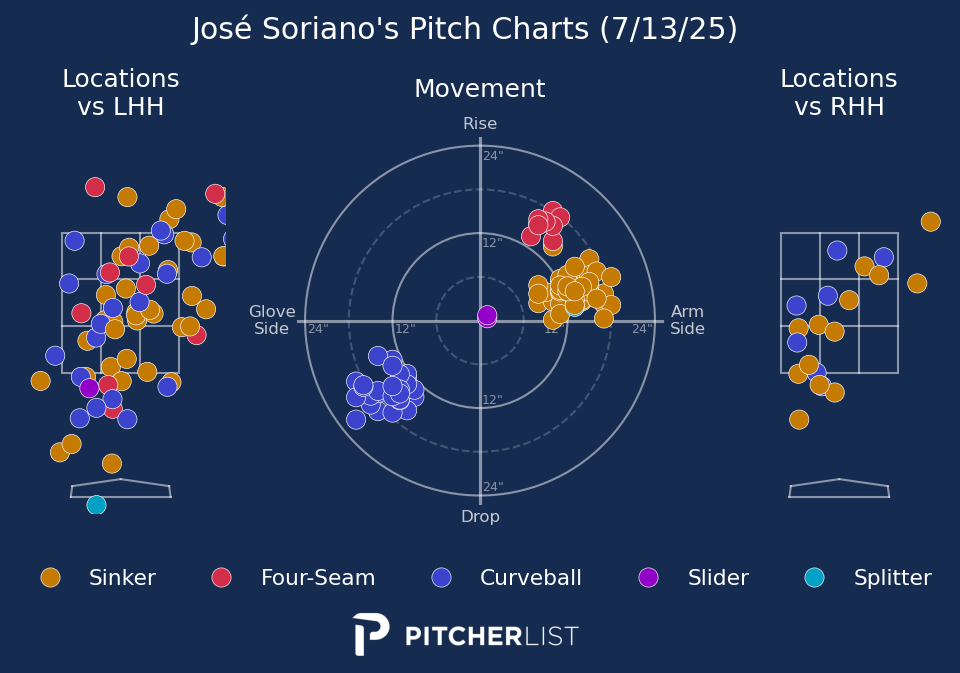 José Soriano's Pitch Charts (7/13/25)
Locations
vs LHH
Movement
Locations
vs RHH
Rise
24"
12"
Glove
Side
24"
12"
12"
24"
Arm
Side
12"
24"
Drop
Sinker
Four-Seam
Curveball
Slider
Splitter
PITCHERLIST